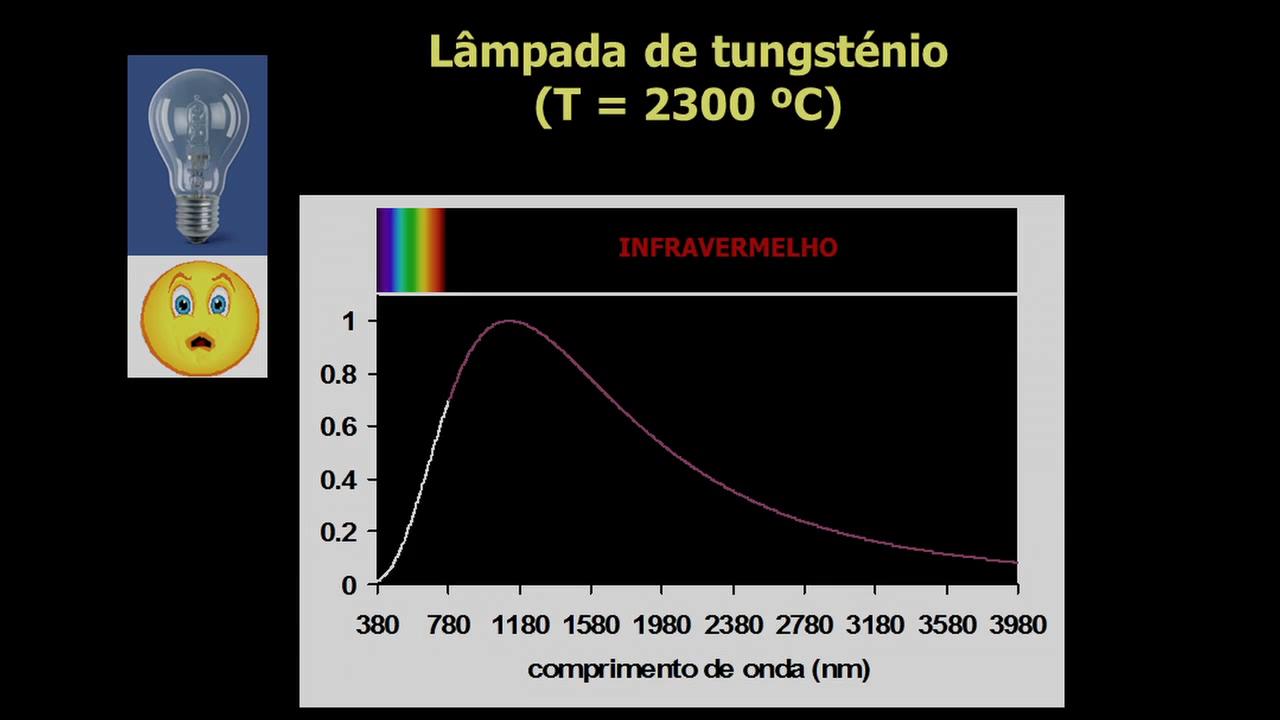 Lâmpada de tungsténio
(T = 2300 ºC)
INFRAVERMELHO
1
0.8
0.6
0.4
0.2
0
380 780 1180 1580 1980 2380 2780 3180 3580 3980
comprimento de onda (nm)